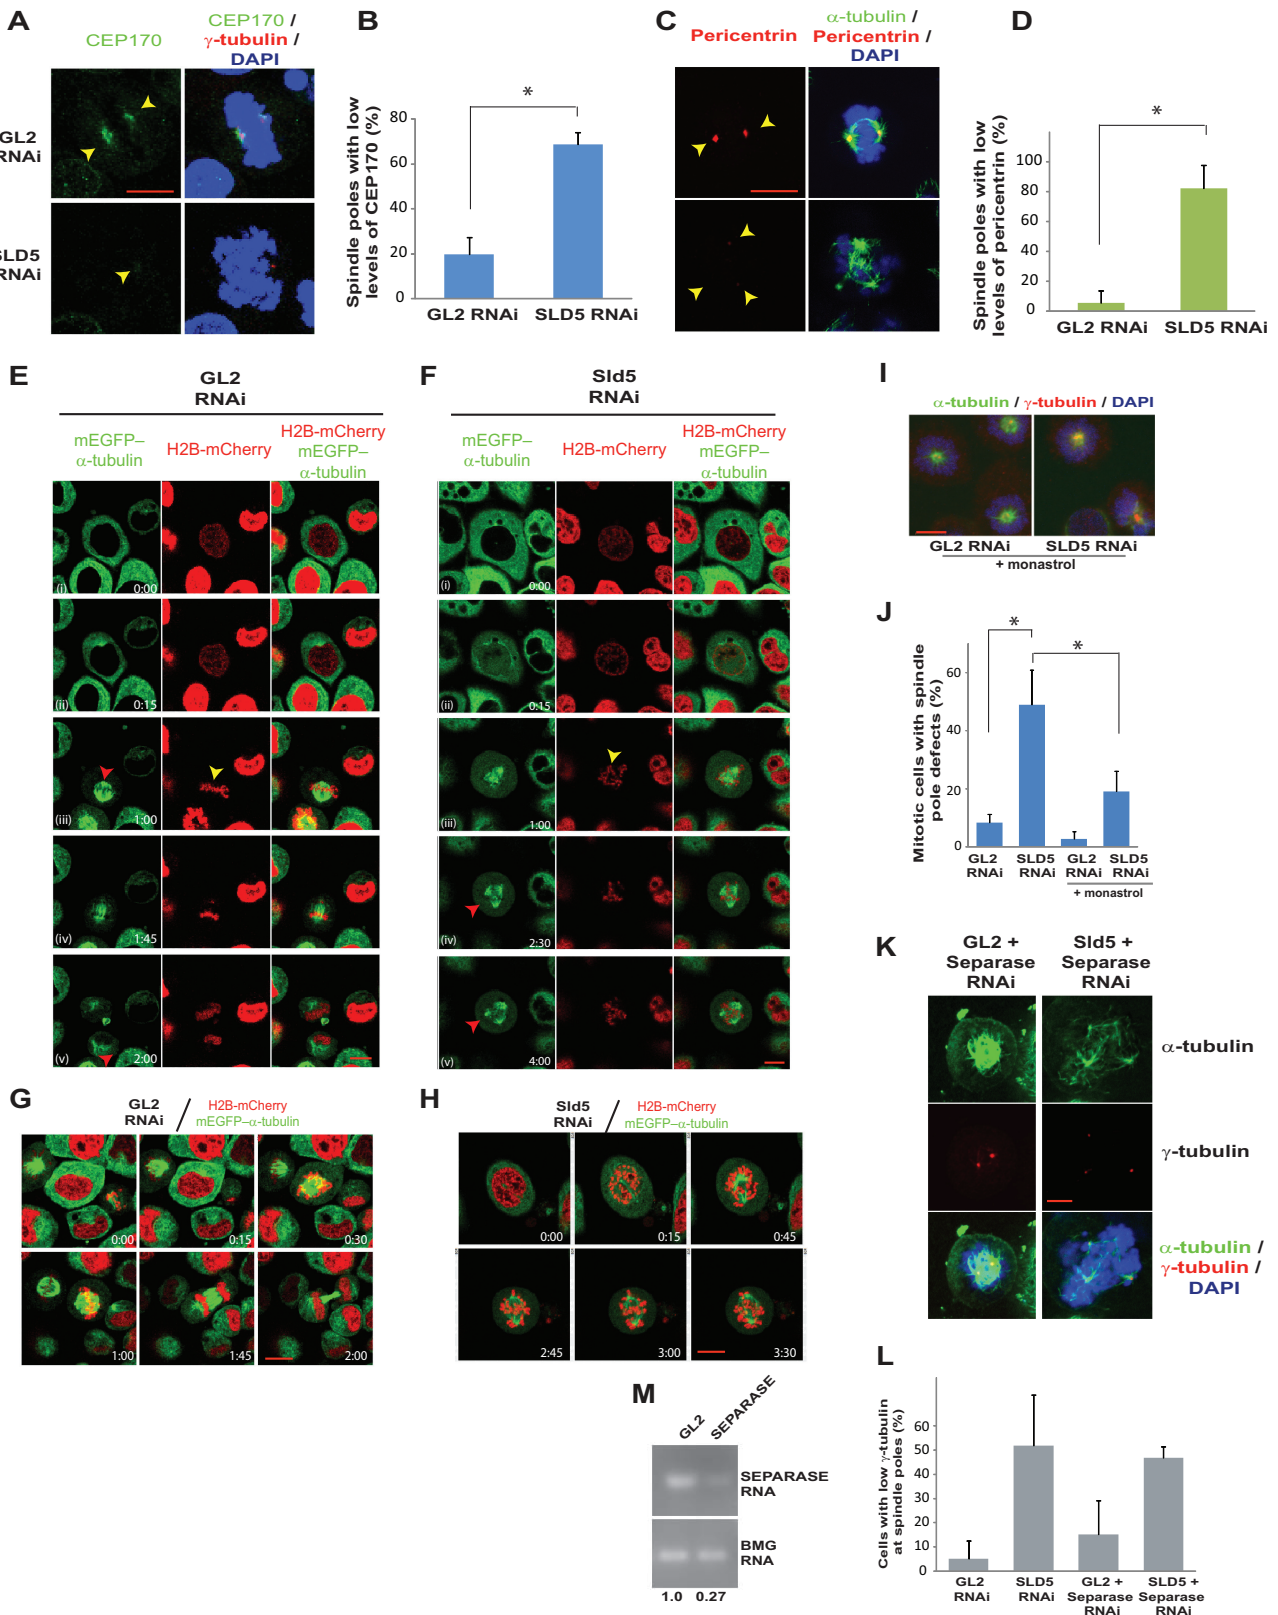 A
CEP170
CEP170 /
γ-tubulin /
DAPI
GL2
RNAi
SLD5
RNAi
B
Spindle poles with low
levels of CEP170 (%)
80
60
40
20
0
*
GL2 RNAi
SLD5 RNAi
C
Pericentrin
α-tubulin /
Pericentrin /
DAPI
D
Spindle poles with low
levels of pericentrin (%)
100
80
60
40
20
0
*
GL2 RNAi
SLD5 RNAi
E
GL2
RNAi
mEGFP–
α-tubulin
H2B-mCherry
H2B-mCherry
mEGFP–
α-tubulin
(i)
0:00
(ii)
0:15
(iii)
1:00
(iv)
1:45
(v)
2:00
F
Sld5
RNAi
mEGFP–
α-tubulin
H2B-mCherry
H2B-mCherry
mEGFP–
α-tubulin
(i)
0:00
(ii)
0:15
(iii)
1:00
(iv)
2:30
(v)
4:00
G
GL2
RNAi
/
H2B-mCherry
mEGFP–α-tubulin
0:00
0:15
0:30
1:00
1:45
2:00
H
Sld5
RNAi
/
H2B-mCherry
mEGFP–α-tubulin
0:00
0:15
0:45
2:45
3:00
3:30
I
α-tubulin / γ-tubulin / DAPI
GL2 RNAi
SLD5 RNAi
+ monastrol
J
Mitotic cells with spindle
pole defects (%)
60
40
20
0
*
*
GL2
RNAi
SLD5
RNAi
GL2
RNAi
SLD5
RNAi
+ monastrol
K
GL2 +
Separase
RNAi
Sld5 +
Separase
RNAi
α-tubulin
γ-tubulin
α-tubulin /
γ-tubulin /
DAPI
L
Cells with low γ-tubulin
at spindle poles (%)
60
50
40
30
20
10
0
GL2
RNAi
SLD5
RNAi
GL2 +
Separase
RNAi
SLD5 +
Separase
RNAi
M
GL2
SEPARASE
SEPARASE
RNA
BMG
RNA
1.0
0.27